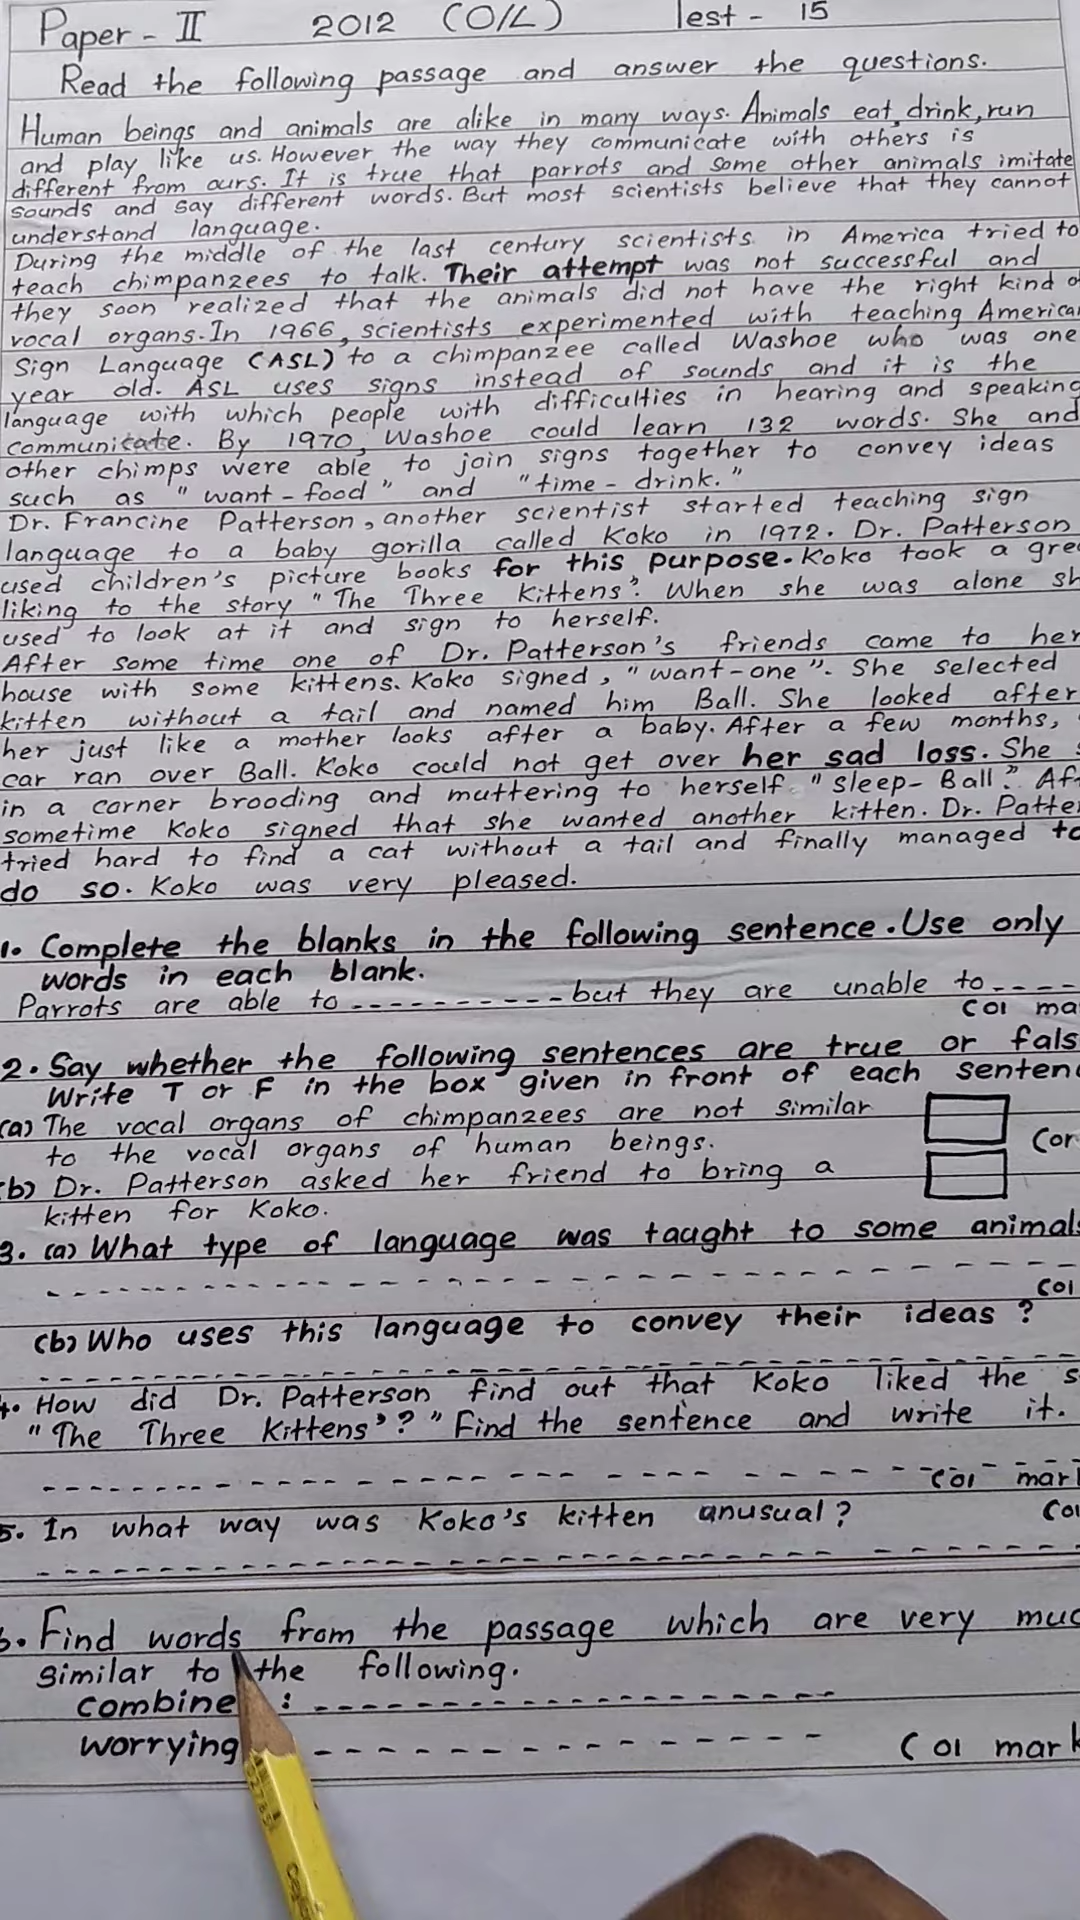 Paper - II 2012 (O/L) Test - 15
Read the following passage and answer the questions.
Human beings and animals are alike in many ways. Animals eat, drink, run
and play like us. However the way they communicate with others is
different from ours. It is true that parrots and some other animals imitate
sounds and say different words. But most scientists believe that they cannot
understand language.
During the middle of the last century scientists in America tried to
teach chimpanzees to talk. Their attempt was not successful and
they soon realized that the animals did not have the right kind
vocal organs. In 1966, scientists experimented with teaching
Sign Language (ASL) to a chimpanzee called Washoe who was one
year old. ASL uses signs instead of sounds and it is the
language with which people with difficulties in hearing and speaking
communicate. By 1970, Washoe could learn 132 words. She and
other chimps were able to join signs together to convey ideas
such as "want - food" and "time - drink."
Dr. Francine Patterson, another scientist started teaching sign
language to a baby gorilla called Koko in 1972. Dr. Patterson
used children's picture books for this purpose. Koko took a
liking to the story "The Three Kittens". When she was alone
used to look at it and sign to herself.
After some time one of Dr. Patterson's friends came to her
house with some kittens. Koko signed, "want-one". She selected
kitten without a tail and named him Ball. She looked after
her just like a mother looks after a baby. After a few months,
car ran over Ball. Koko could not get over her sad loss. She
in a corner brooding and muttering to herself "sleep- Ball".
sometime Koko signed that she wanted another kitten. Dr.
tried hard to find a cat without a tail and finally managed to
do so. Koko was very pleased.
1. Complete the blanks in the following sentence. Use only
words in each blank.
Parrots are able to ---------- but they are unable to ----
(01
2. Say whether the following sentences are true or
Write T or F in the box given in front of each
(a) The vocal organs of chimpanzees are not similar
to the vocal organs of human beings.
(b) Dr. Patterson asked her friend to bring a
kitten for Koko.
3. (a) What type of language was taught to some
(01
(b) Who uses this language to convey their ideas ?
How did Dr. Patterson find out that Koko liked the
"The Three Kittens'?" Find the sentence and write it.
(01
5. In what way was Koko's kitten unusual?
Find words from the passage which are very
similar to the following.
combine : ----------------
worrying ---------------- (01